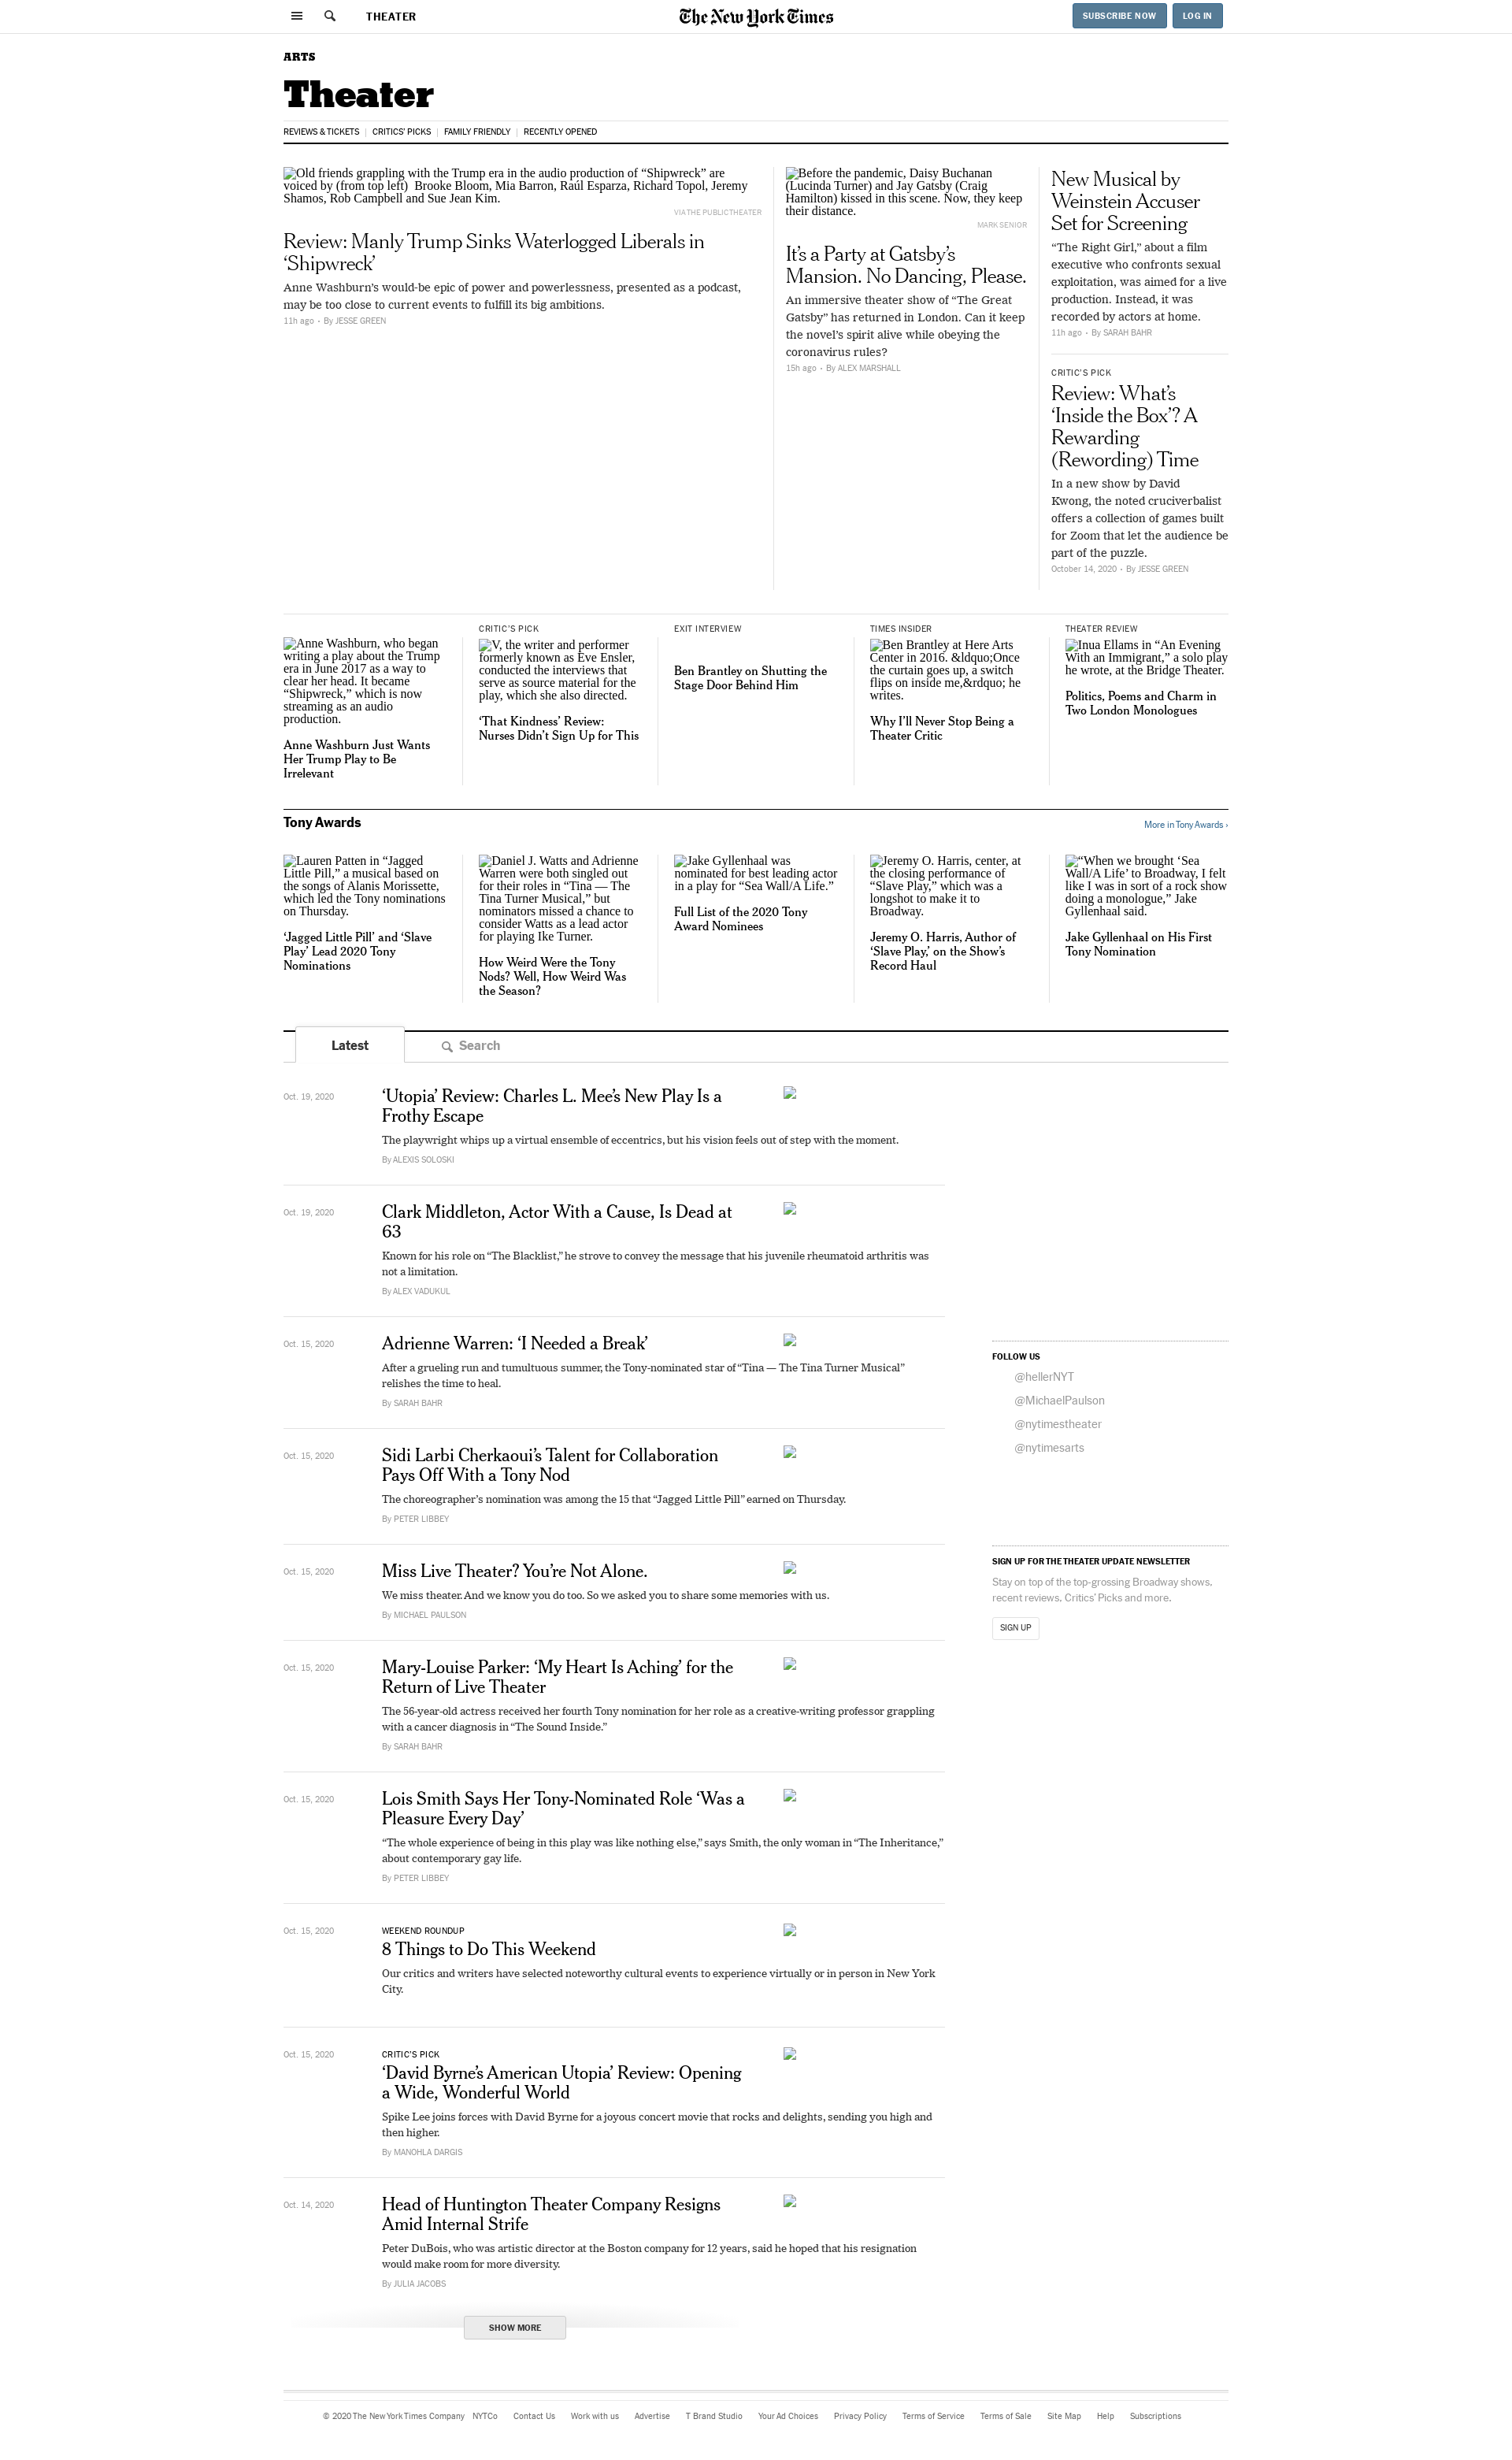 THEATER
The New York Times
SUBSCRIBE NOW
LOG IN
ARTS
Theater
REVIEWS & TICKETS
CRITICS' PICKS
FAMILY FRIENDLY
RECENTLY OPENED
Old friends grappling with the Trump era in the audio production of “Shipwreck” are
voiced by (from top left) Brooke Bloom, Mia Barron, Raúl Esparza, Richard Topol, Jeremy
Shamos, Rob Campbell and Sue Jean Kim.
VIA THE PUBLIC THEATER
Review: Manly Trump Sinks Waterlogged Liberals in
‘Shipwreck’
Anne Washburn’s would-be epic of power and powerlessness, presented as a podcast,
may be too close to current events to fulfill its big ambitions.
11h ago • By JESSE GREEN
Before the pandemic, Daisy Buchanan
(Lucinda Turner) and Jay Gatsby (Craig
Hamilton) kissed in this scene. Now, they keep
their distance.
MARK SENIOR
It’s a Party at Gatsby’s
Mansion. No Dancing, Please.
An immersive theater show of “The Great
Gatsby” has returned in London. Can it keep
the novel’s spirit alive while obeying the
coronavirus rules?
15h ago • By ALEX MARSHALL
New Musical by
Weinstein Accuser
Set for Screening
“The Right Girl,” about a film
executive who confronts sexual
exploitation, was aimed for a live
production. Instead, it was
recorded by actors at home.
11h ago • By SARAH BAHR
CRITIC’S PICK
Review: What’s
‘Inside the Box’? A
Rewarding
(Rewording) Time
In a new show by David
Kwong, the noted cruciverbalist
offers a collection of games built
for Zoom that let the audience be
part of the puzzle.
October 14, 2020 • By JESSE GREEN
Anne Washburn, who began
writing a play about the Trump
era in June 2017 as a way to
clear her head. It became
“Shipwreck,” which is now
streaming as an audio
production.
Anne Washburn Just Wants
Her Trump Play to Be
Irrelevant
CRITIC’S PICK
V, the writer and performer
formerly known as Eve Ensler,
conducted the interviews that
serve as source material for the
play, which she also directed.
‘That Kindness’ Review:
Nurses Didn’t Sign Up for This
EXIT INTERVIEW
Ben Brantley on Shutting the
Stage Door Behind Him
TIMES INSIDER
Ben Brantley at Here Arts
Center in 2016. &ldquo;Once
the curtain goes up, a switch
flips on inside me,&rdquo; he
writes.
Why I’ll Never Stop Being a
Theater Critic
THEATER REVIEW
Inua Ellams in “An Evening
With an Immigrant,” a solo play
he wrote, at the Bridge Theater.
Politics, Poems and Charm in
Two London Monologues
Tony Awards
More in Tony Awards ›
Lauren Patten in “Jagged
Little Pill,” a musical based on
the songs of Alanis Morissette,
which led the Tony nominations
on Thursday.
‘Jagged Little Pill’ and ‘Slave
Play’ Lead 2020 Tony
Nominations
Daniel J. Watts and Adrienne
Warren were both singled out
for their roles in “Tina — The
Tina Turner Musical,” but
nominators missed a chance to
consider Watts as a lead actor
for playing Ike Turner.
How Weird Were the Tony
Nods? Well, How Weird Was
the Season?
Jake Gyllenhaal was
nominated for best leading actor
in a play for “Sea Wall/A Life.”
Full List of the 2020 Tony
Award Nominees
Jeremy O. Harris, center, at
the closing performance of
“Slave Play,” which was a
longshot to make it to
Broadway.
Jeremy O. Harris, Author of
‘Slave Play,’ on the Show’s
Record Haul
“When we brought ‘Sea
Wall/A Life’ to Broadway, I felt
like I was in sort of a rock show
doing a monologue,” Jake
Gyllenhaal said.
Jake Gyllenhaal on His First
Tony Nomination
Latest
Search
Oct. 19, 2020
‘Utopia’ Review: Charles L. Mee’s New Play Is a
Frothy Escape
The playwright whips up a virtual ensemble of eccentrics, but his vision feels out of step with the moment.
By ALEXIS SOLOSKI
Oct. 19, 2020
Clark Middleton, Actor With a Cause, Is Dead at
63
Known for his role on “The Blacklist,” he strove to convey the message that his juvenile rheumatoid arthritis was
not a limitation.
By ALEX VADUKUL
Oct. 15, 2020
Adrienne Warren: ‘I Needed a Break’
After a grueling run and tumultuous summer, the Tony-nominated star of “Tina — The Tina Turner Musical”
relishes the time to heal.
By SARAH BAHR
Oct. 15, 2020
Sidi Larbi Cherkaoui’s Talent for Collaboration
Pays Off With a Tony Nod
The choreographer’s nomination was among the 15 that “Jagged Little Pill” earned on Thursday.
By PETER LIBBEY
Oct. 15, 2020
Miss Live Theater? You’re Not Alone.
We miss theater. And we know you do too. So we asked you to share some memories with us.
By MICHAEL PAULSON
Oct. 15, 2020
Mary-Louise Parker: ‘My Heart Is Aching’ for the
Return of Live Theater
The 56-year-old actress received her fourth Tony nomination for her role as a creative-writing professor grappling
with a cancer diagnosis in “The Sound Inside.”
By SARAH BAHR
Oct. 15, 2020
Lois Smith Says Her Tony-Nominated Role ‘Was a
Pleasure Every Day’
“The whole experience of being in this play was like nothing else,” says Smith, the only woman in “The Inheritance,”
about contemporary gay life.
By PETER LIBBEY
Oct. 15, 2020
WEEKEND ROUNDUP
8 Things to Do This Weekend
Our critics and writers have selected noteworthy cultural events to experience virtually or in person in New York
City.
Oct. 15, 2020
CRITIC’S PICK
‘David Byrne’s American Utopia’ Review: Opening
a Wide, Wonderful World
Spike Lee joins forces with David Byrne for a joyous concert movie that rocks and delights, sending you high and
then higher.
By MANOHLA DARGIS
Oct. 14, 2020
Head of Huntington Theater Company Resigns
Amid Internal Strife
Peter DuBois, who was artistic director at the Boston company for 12 years, said he hoped that his resignation
would make room for more diversity.
By JULIA JACOBS
SHOW MORE
FOLLOW US
@hellerNYT
@MichaelPaulson
@nytimestheater
@nytimesarts
SIGN UP FOR THE THEATER UPDATE NEWSLETTER
Stay on top of the top-grossing Broadway shows,
recent reviews, Critics’ Picks and more.
SIGN UP
© 2020 The New York Times Company NYTCo Contact Us Work with us Advertise T Brand Studio Your Ad Choices Privacy Policy Terms of Service Terms of Sale Site Map Help Subscriptions